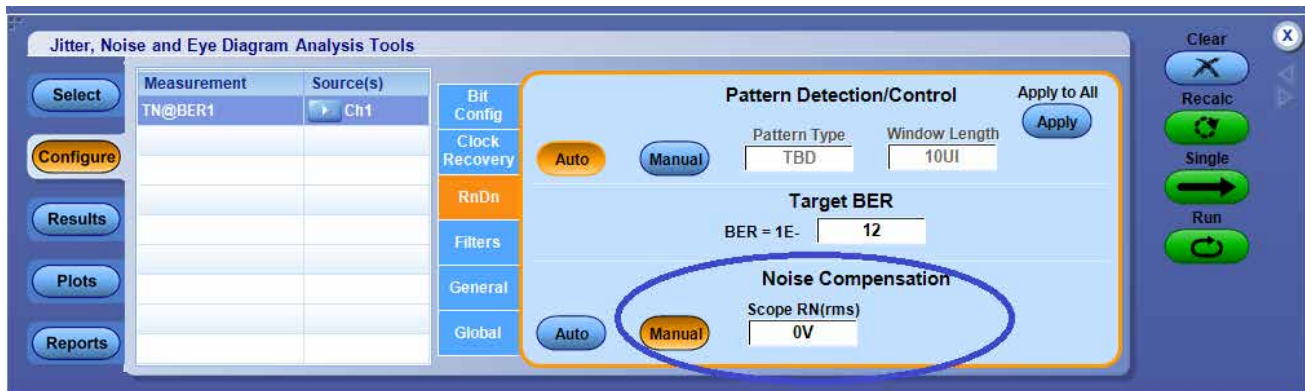 Jitter, Noise and Eye Diagram Analysis Tools
Select
Configure
Results
Plots
Reports
Measurement Source(s)
TN@BER1 Ch1
Bit Config
Clock Recovery
RnDn
Filters
General
Global
Pattern Detection/Control
Apply to All
Apply
Auto
Manual
Pattern Type
TBD
Window Length
10UI
Target BER
BER = 1E- 12
Noise Compensation
Auto
Manual
Scope RN(rms)
0V
Clear
X
Recalc
Single
Run